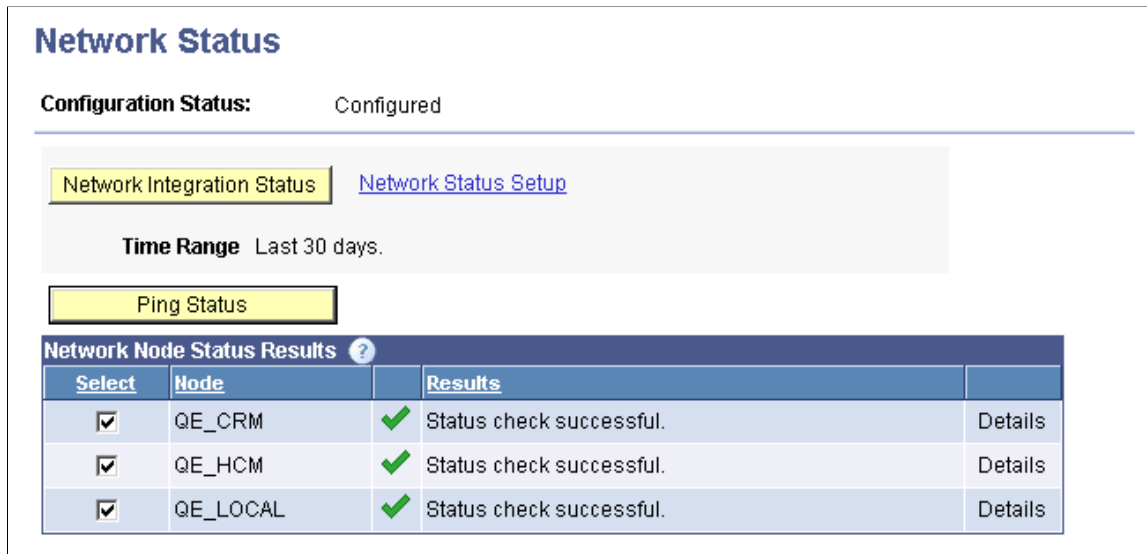 Network Status
Configuration Status: Configured
Network Integration Status Network Status Setup
Time Range Last 30 days.
Ping Status
Network Node Status Results ?
Select Node Results
QE_CRM Status check successful. Details
QE_HCM Status check successful. Details
QE_LOCAL Status check successful. Details